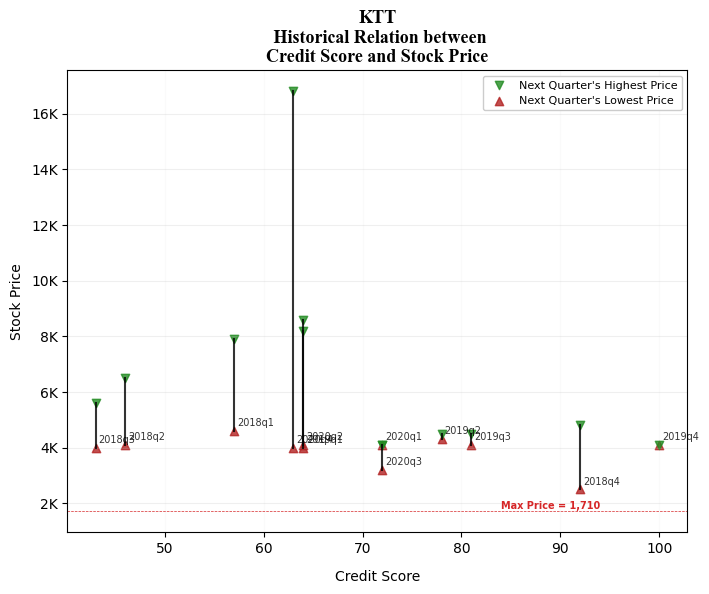 KTT
Historical Relation between
Credit Score and Stock Price
Next Quarter's Highest Price
Next Quarter's Lowest Price
16K
14K
12K
10K
8K
6K
4K
2K
Stock Price
2018q3
2018q2
2018q1
2020q2
2020q1
2020q3
2019q2
2019q3
2018q4
2019q4
Max Price = 1,710
50
60
70
80
90
100
Credit Score